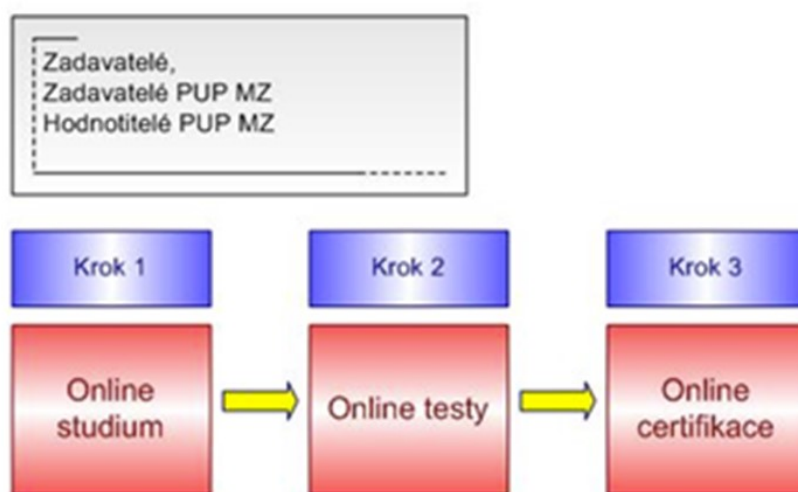 Zadavatelé,
Zadavatelé PUP MZ
Hodnotitelé PUP MZ
Krok 1
Krok 2
Krok 3
Online
studium
Online testy
Online
certifikace